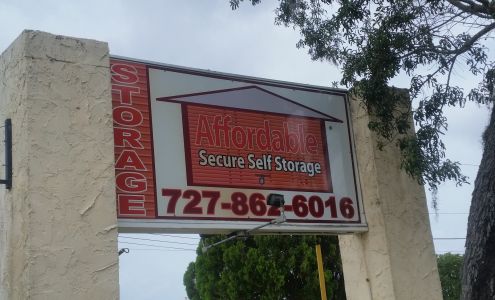 STORAGE
Affordable
Secure Self Storage
727-862-6016